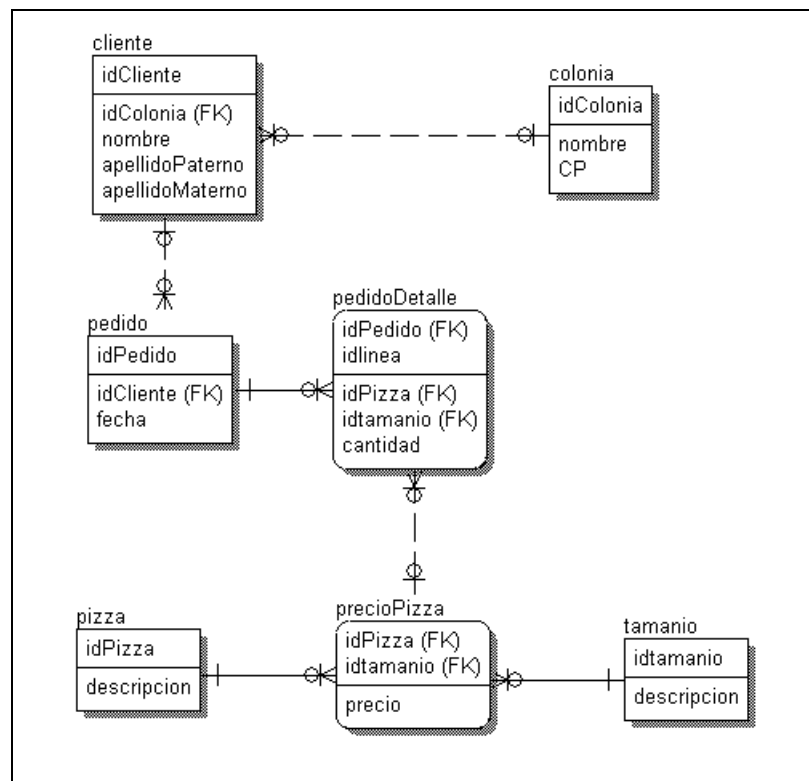 cliente
idCliente
idColonia (FK)
nombre
apellidoPaterno
apellidoMaterno
colonia
idColonia
nombre
CP
pedido
idPedido
idCliente (FK)
fecha
pedidoDetalle
idPedido (FK)
idlinea
idPizza (FK)
idtamanio (FK)
cantidad
pizza
idPizza
descripcion
precioPizza
idPizza (FK)
idtamanio (FK)
precio
tamanio
idtamanio
descripcion